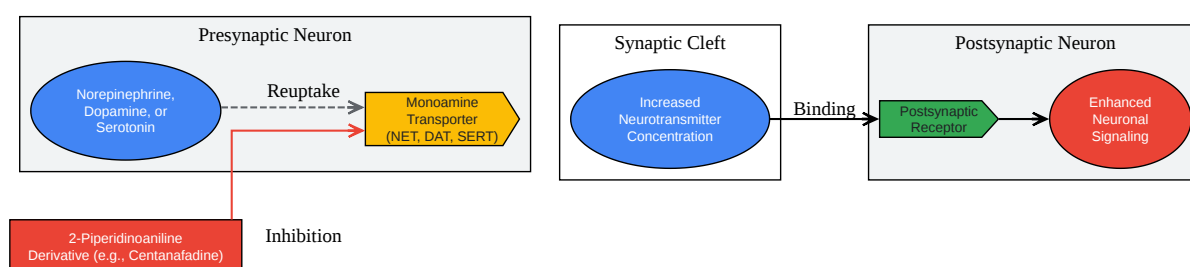 Presynaptic Neuron
Norepinephrine,
Dopamine, or
Serotonin
Reuptake
Monoamine
Transporter
(NET, DAT, SERT)
2-Piperidinoaniline
Derivative (e.g., Centanafadine)
Inhibition
Synaptic Cleft
Increased
Neurotransmitter
Concentration
Binding
Postsynaptic Neuron
Postsynaptic
Receptor
Enhanced
Neuronal
Signaling